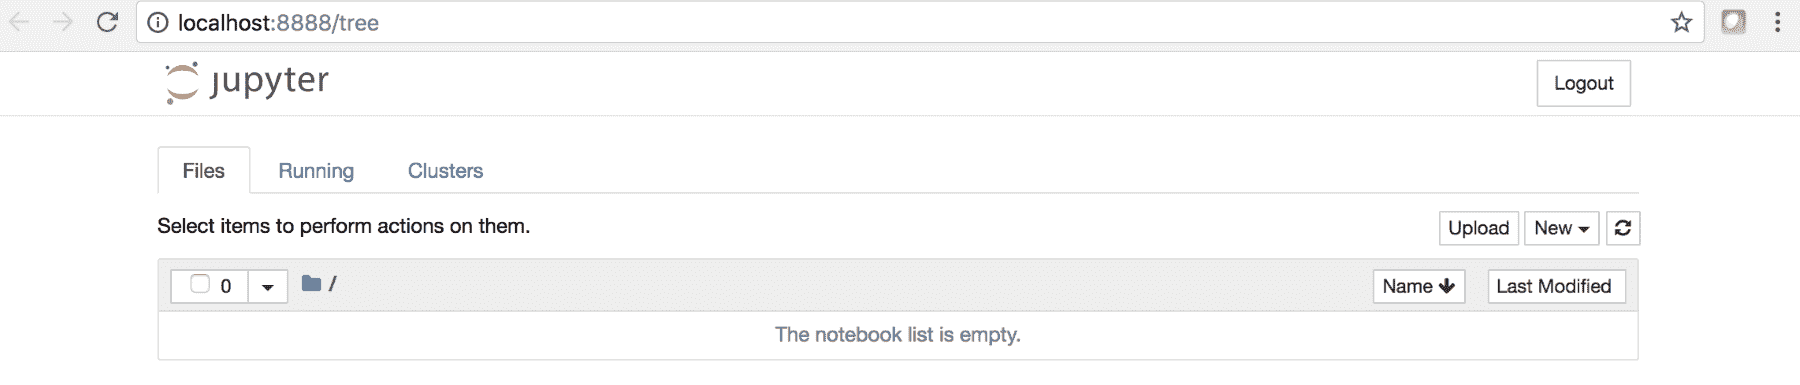 localhost:8888/tree
jupyter
Logout
Files Running Clusters
Select items to perform actions on them.
Upload New
0 / Name Last Modified
The notebook list is empty.